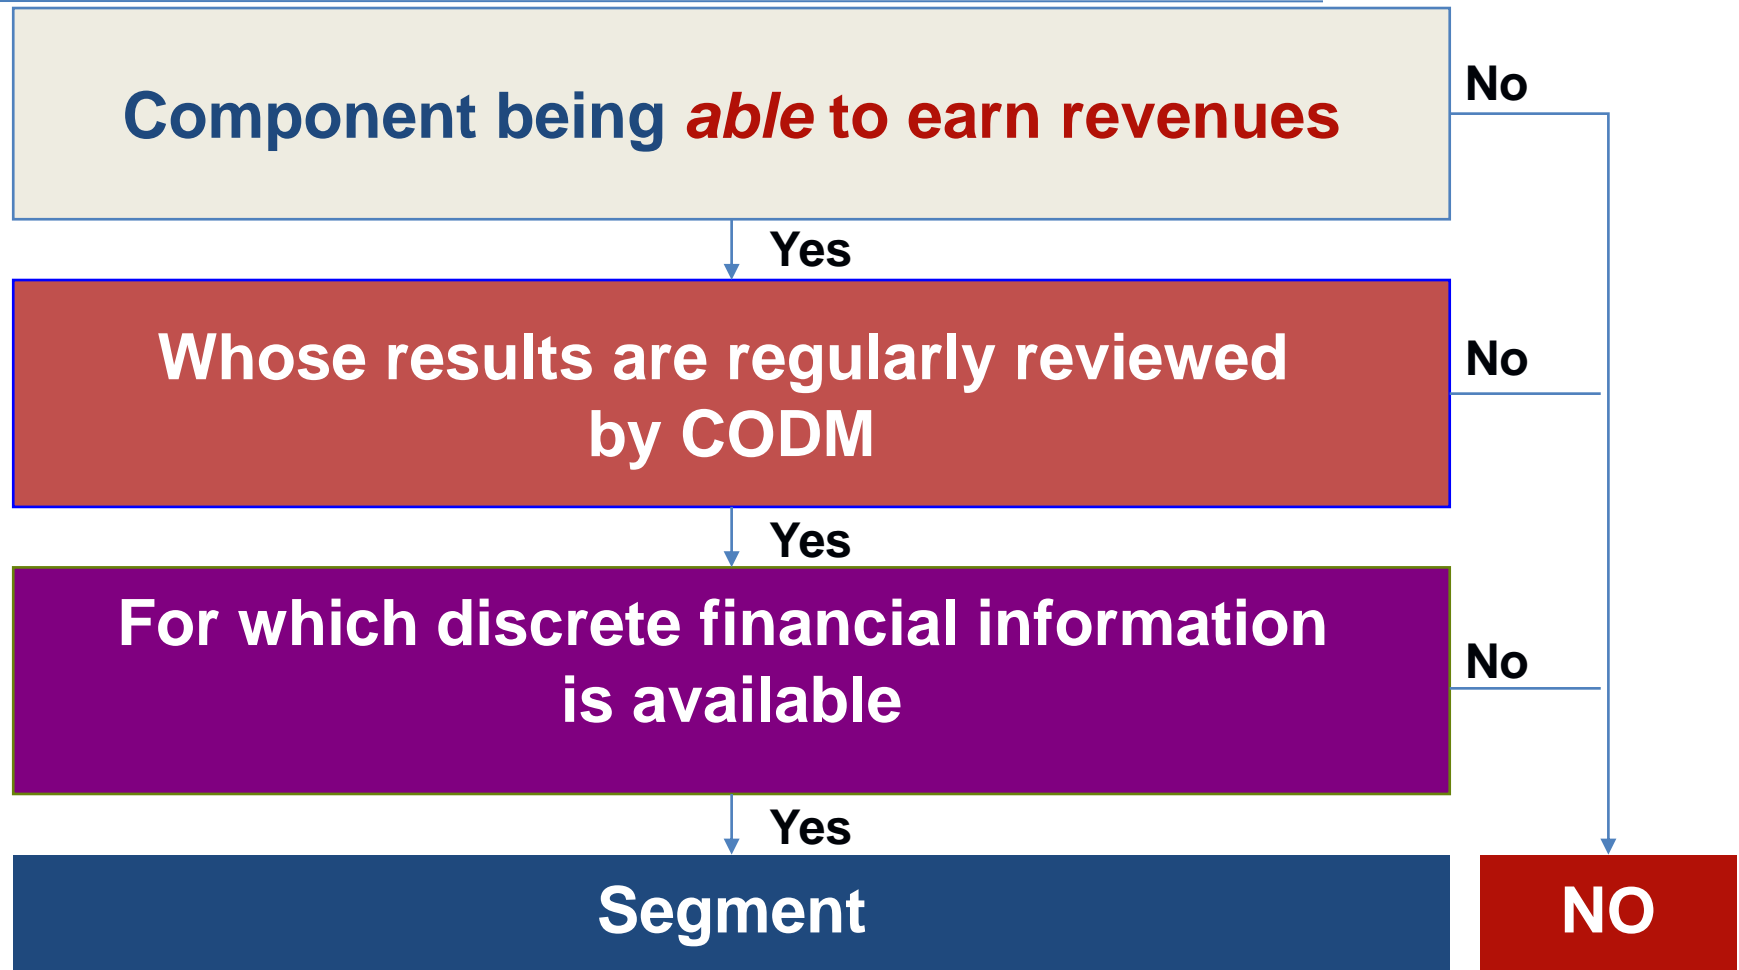 Component being able to earn revenues
No
Yes
Whose results are regularly reviewed
by CODM
No
Yes
For which discrete financial information
is available
No
Yes
Segment
NO